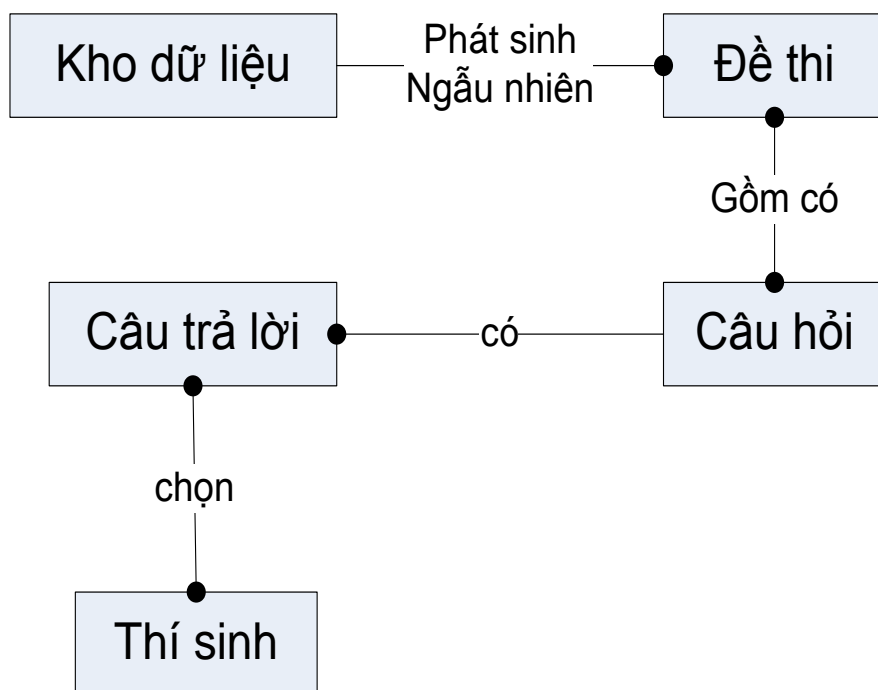 Kho dữ liệu
Phát sinh
Ngẫu nhiên
Đề thi
Gồm có
Câu trả lời
có
Câu hỏi
chọn
Thí sinh